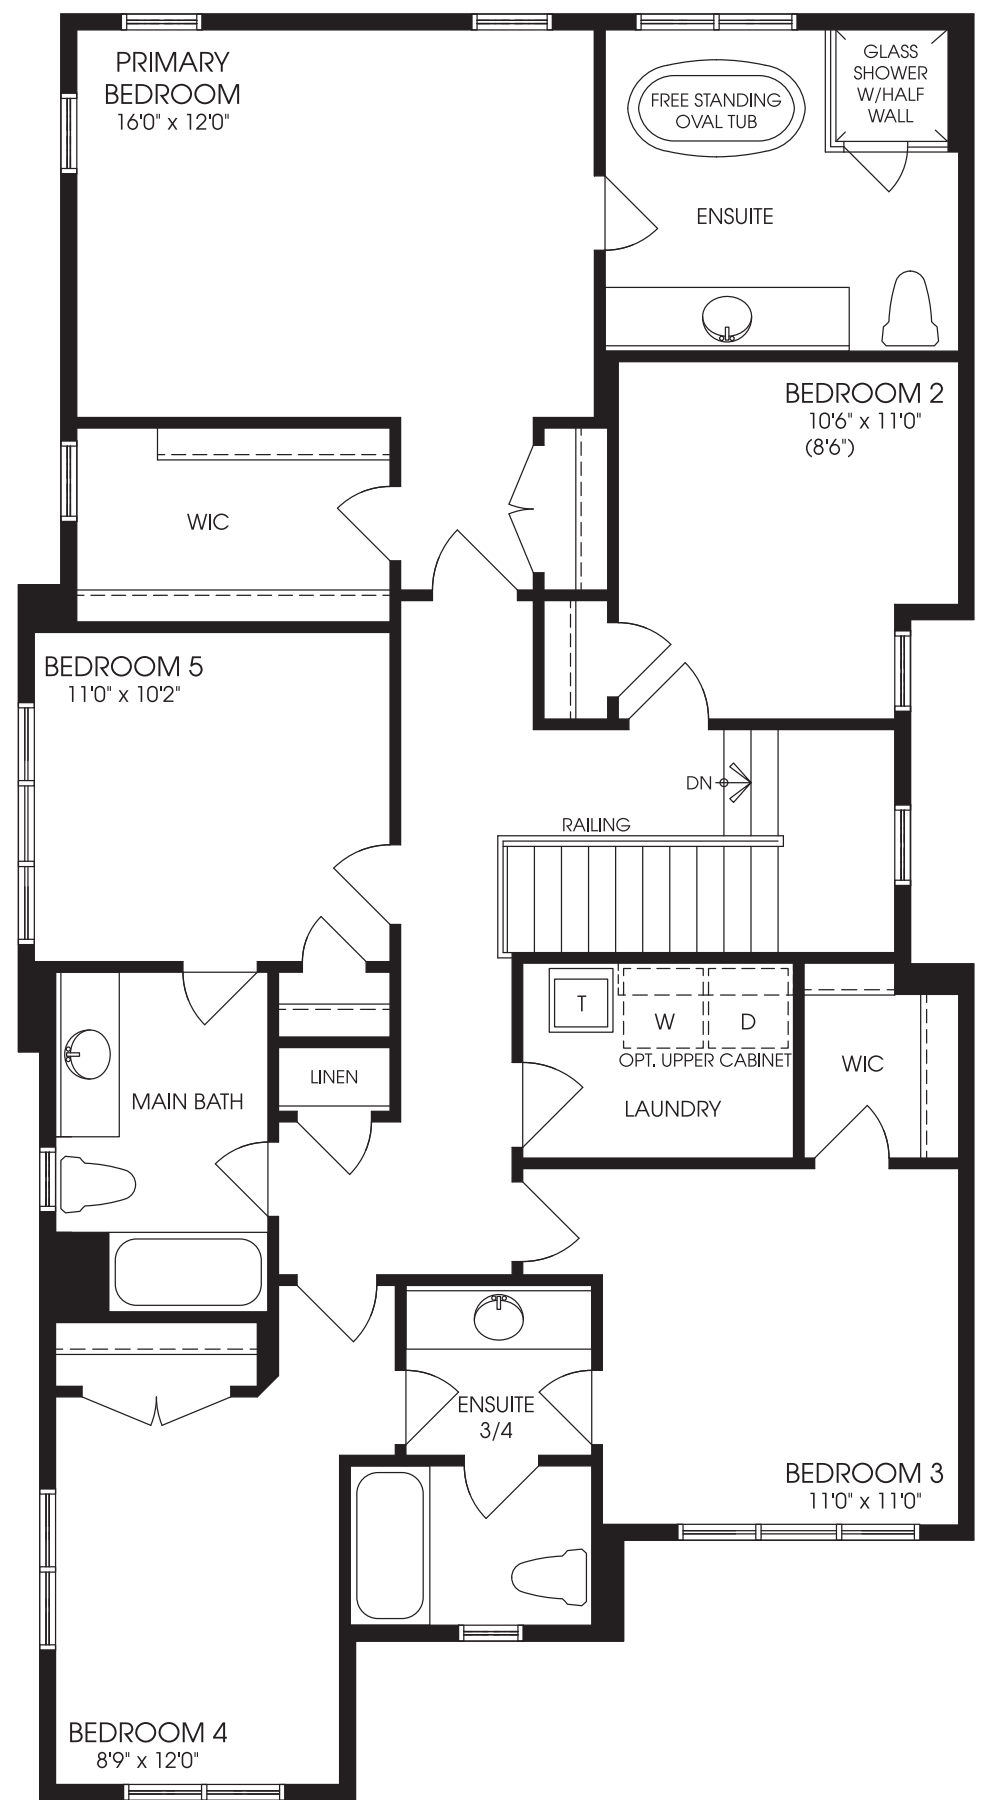 PRIMARY
BEDROOM
16'0" x 12'0"
FREE STANDING
OVAL TUB
GLASS
SHOWER
W/HALF
WALL
ENSUITE
BEDROOM 2
10'6" x 11'0"
(8'6")
WIC
BEDROOM 5
11'0" x 10'2"
DN
RAILING
T
W
D
OPT. UPPER CABINET
LAUNDRY
WIC
LINEN
MAIN BATH
ENSUITE
3/4
BEDROOM 3
11'0" x 11'0"
BEDROOM 4
8'9" x 12'0"